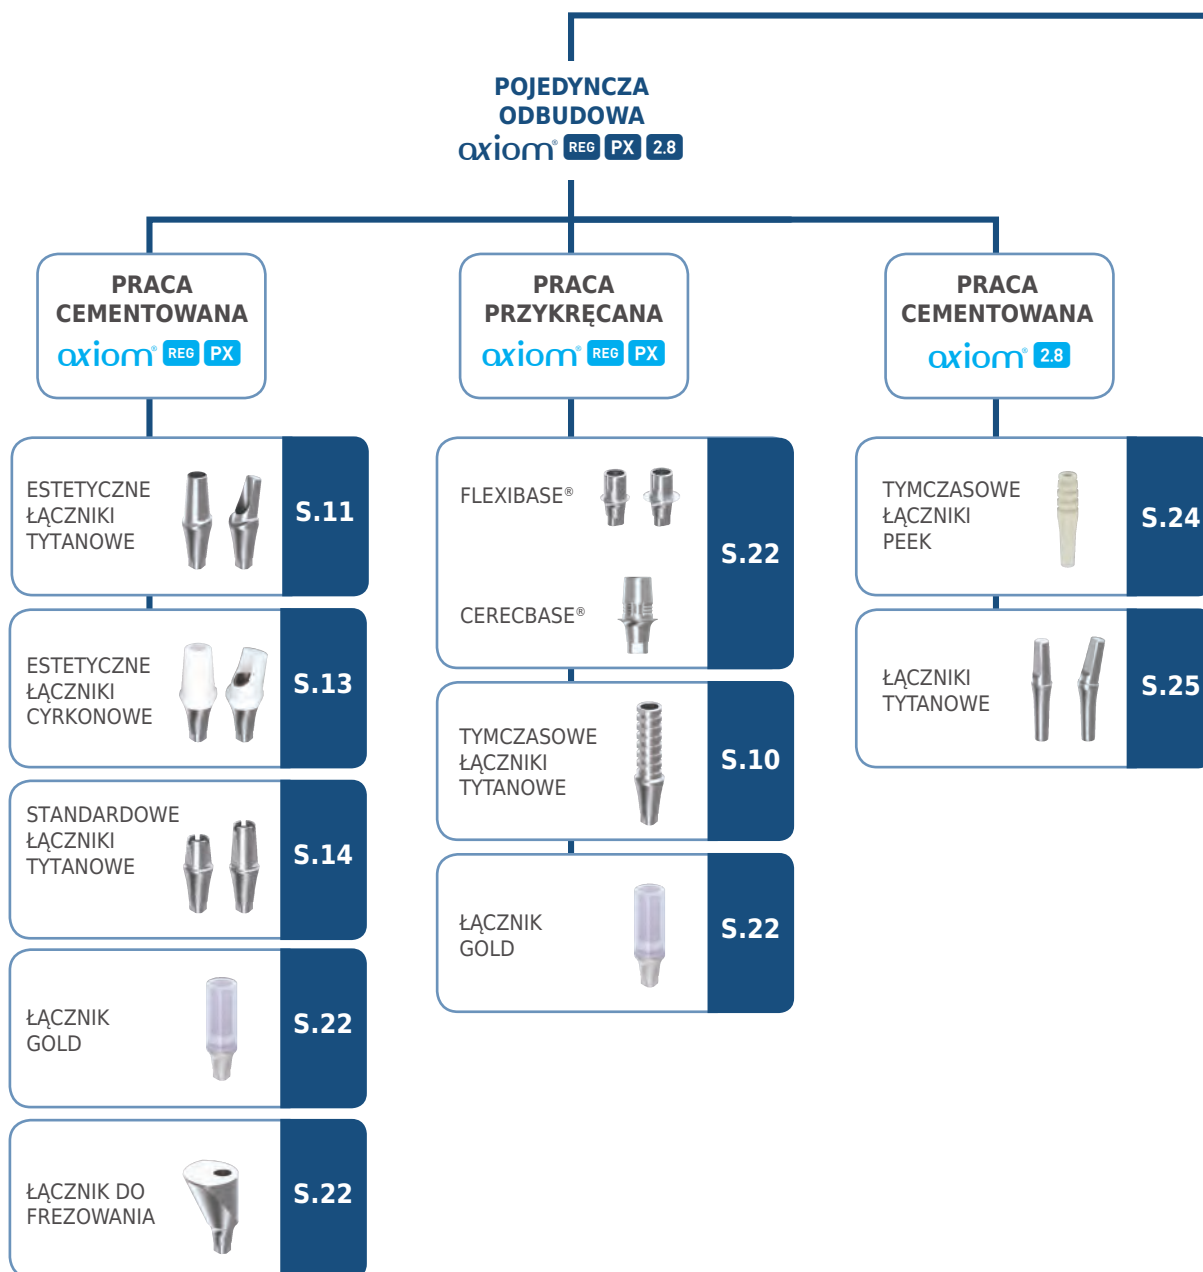 POJEDYNCZA
ODBUDOWA
axiom® REG PX 2.8
PRACA
CEMENTOWANA
axiom® REG PX
ESTETYCZNE
ŁĄCZNIKI
TYTANOWE
S.11
ESTETYCZNE
ŁĄCZNIKI
CYRKONOWE
S.13
STANDARDOWE
ŁĄCZNIKI
TYTANOWE
S.14
ŁĄCZNIK
GOLD
S.22
ŁĄCZNIK DO
FREZOWANIA
S.22
PRACA
PRZYKRĘCANA
axiom® REG PX
FLEXIBASE®
CERECBASE®
S.22
TYMCZASOWE
ŁĄCZNIKI
TYTANOWE
S.10
ŁĄCZNIK
GOLD
S.22
PRACA
CEMENTOWANA
axiom® 2.8
TYMCZASOWE
ŁĄCZNIKI
PEEK
S.24
ŁĄCZNIKI
TYTANOWE
S.25